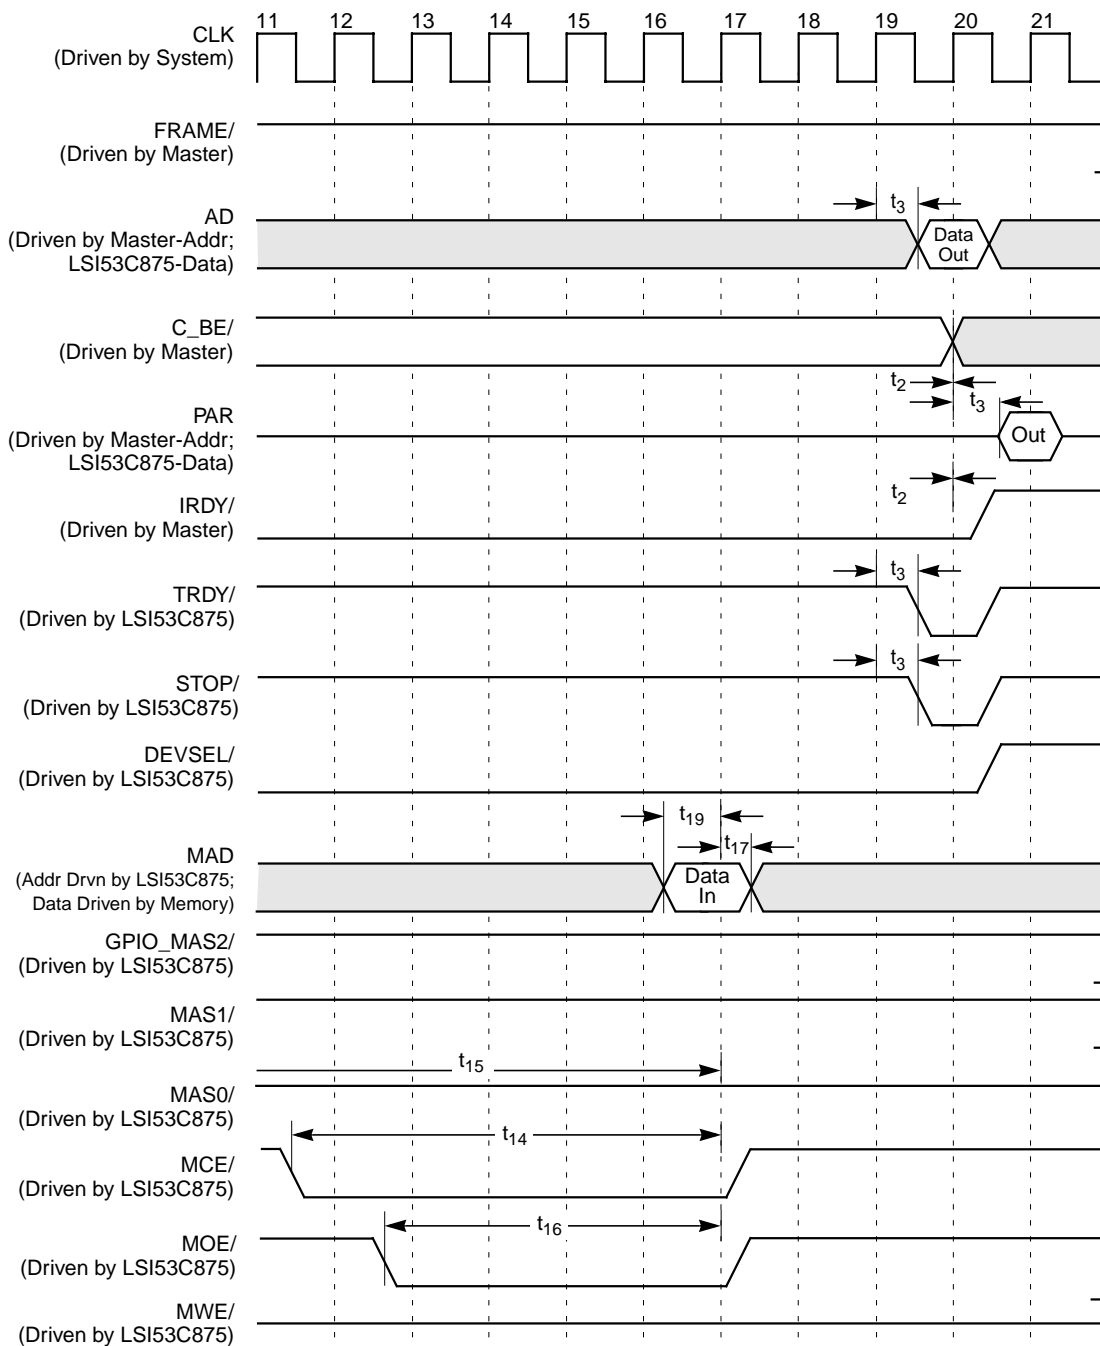 11 12 13 14 15 16 17 18 19 20 21
CLK
(Driven by System)
FRAME/
(Driven by Master)
t3
AD
(Driven by Master-Addr;
LSI53C875-Data)
Data
Out
C_BE/
(Driven by Master)
t2
t3
PAR
(Driven by Master-Addr;
LSI53C875-Data)
Out
t2
IRDY/
(Driven by Master)
t3
TRDY/
(Driven by LSI53C875)
t3
STOP/
(Driven by LSI53C875)
DEVSEL/
(Driven by LSI53C875)
t19
t17
MAD
(Addr Drvn by LSI53C875;
Data Driven by Memory)
Data
In
GPIO_MAS2/
(Driven by LSI53C875)
MAS1/
(Driven by LSI53C875)
t15
MAS0/
(Driven by LSI53C875)
t14
MCE/
(Driven by LSI53C875)
t16
MOE/
(Driven by LSI53C875)
MWE/
(Driven by LSI53C875)